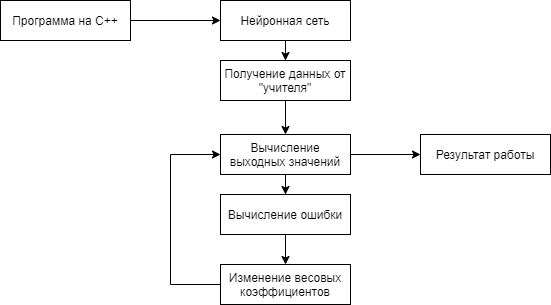 Программа на C++
Нейронная сеть
Получение данных от
"учителя"
Вычисление
выходных значений
Результат работы
Вычисление ошибки
Изменение весовых
коэффициентов